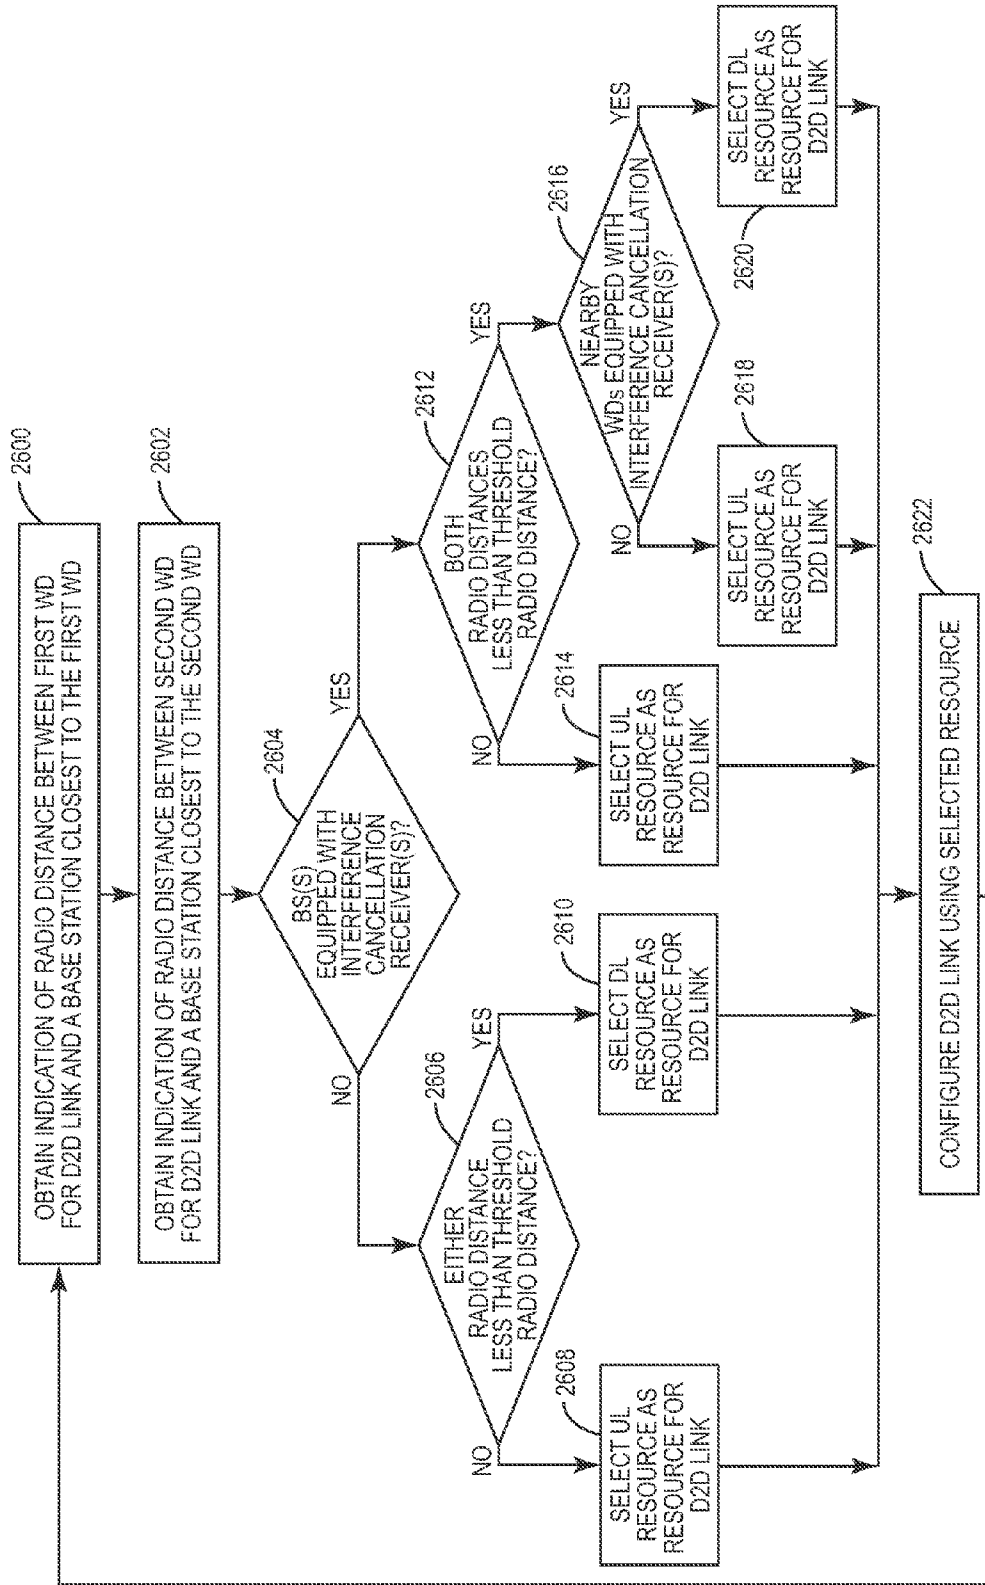 2600
OBTAIN INDICATION OF RADIO DISTANCE BETWEEN FIRST WD
FOR D2D LINK AND A BASE STATION CLOSEST TO THE FIRST WD
2602
OBTAIN INDICATION OF RADIO DISTANCE BETWEEN SECOND WD
FOR D2D LINK AND A BASE STATION CLOSEST TO THE SECOND WD
2604
BS(S)
EQUIPPED WITH
INTERFERENCE
CANCELLATION
RECEIVER(S)?
NO
YES
2606
EITHER
RADIO DISTANCE
LESS THAN THRESHOLD
RADIO DISTANCE?
NO
YES
2608
SELECT UL
RESOURCE AS
RESOURCE FOR
D2D LINK
2610
SELECT DL
RESOURCE AS
RESOURCE FOR
D2D LINK
2612
BOTH
RADIO DISTANCES
LESS THAN THRESHOLD
RADIO DISTANCE?
NO
YES
2614
SELECT UL
RESOURCE AS
RESOURCE FOR
D2D LINK
2616
NEARBY
WDs EQUIPPED WITH
INTERFERENCE CANCELLATION
RECEIVER(S)?
NO
YES
2618
SELECT UL
RESOURCE AS
RESOURCE FOR
D2D LINK
2620
SELECT DL
RESOURCE AS
RESOURCE FOR
D2D LINK
2622
CONFIGURE D2D LINK USING SELECTED RESOURCE